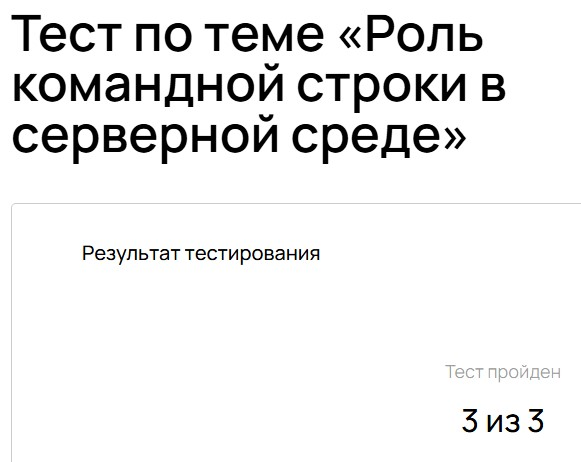 Тест по теме «Роль
командной строки в
серверной среде»
Результат тестирования
Тест пройден
3 из 3